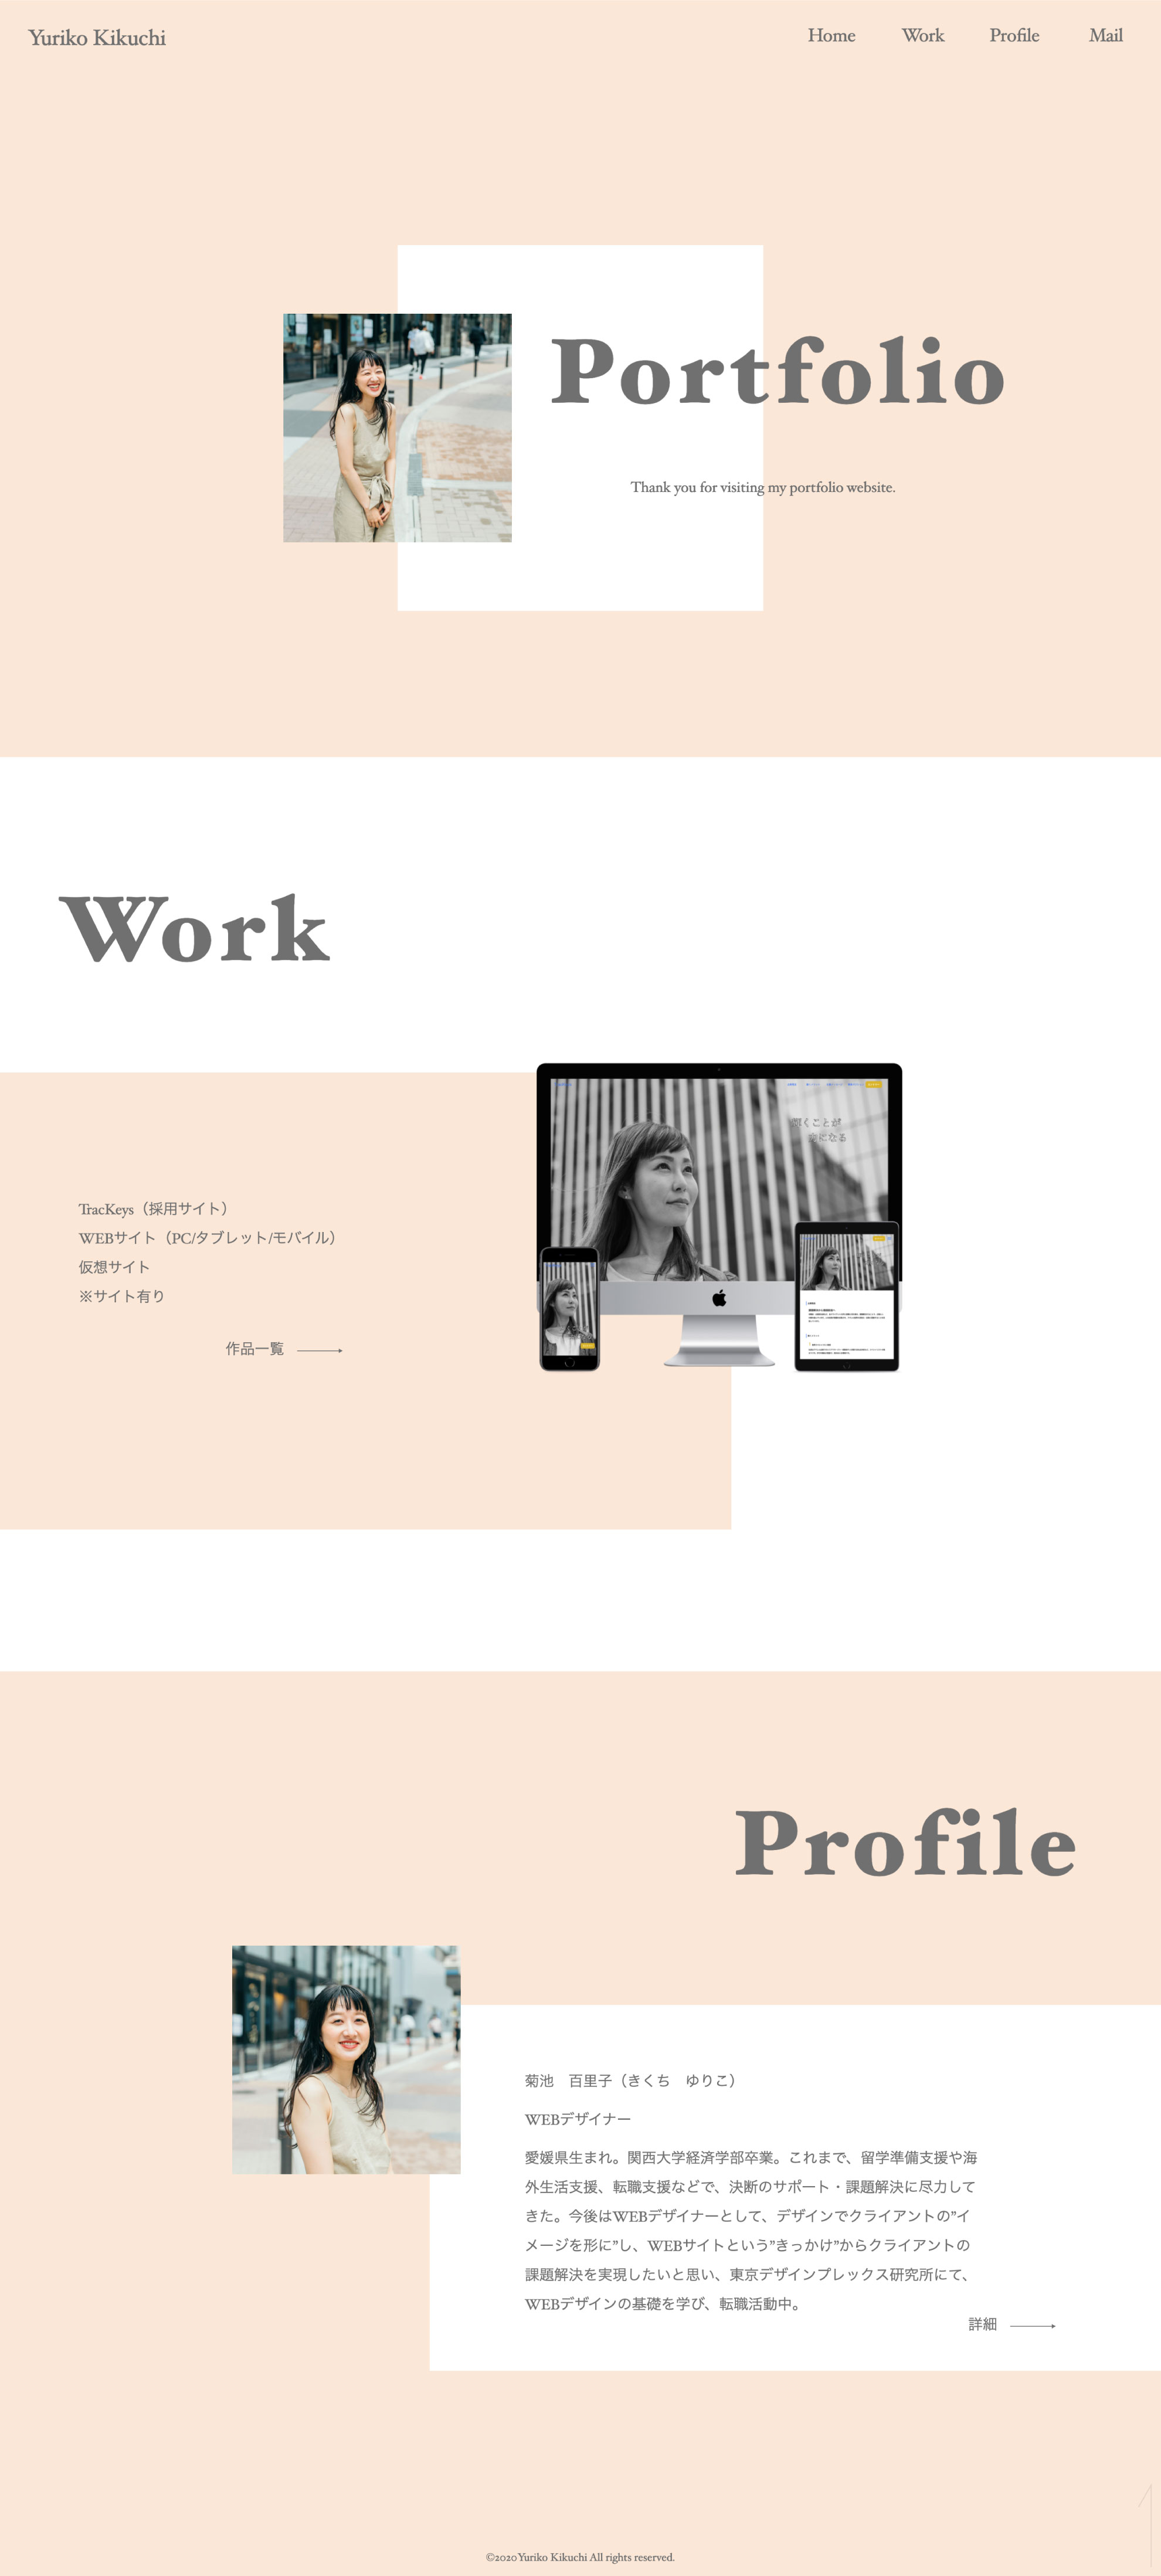 Yuriko Kikuchi
Home Work Profile Mail
Portfolio
Thank you for visiting my portfolio website.
Work
TracKeys（採用サイト）
WEBサイト（PC/タブレット/モバイル）
仮想サイト
※サイト有り
作品一覧
Profile
菊池　百里子（きくち　ゆりこ）
WEBデザイナー
愛媛県生まれ。関西大学経済学部卒業。これまで、留学準備支援や海
外生活支援、転職支援などで、決断のサポート・課題解決に尽力して
きた。今後はWEBデザイナーとして、デザインでクライアントの”イ
メージを形に”し、WEBサイトという”きっかけ”からクライアントの
課題解決を実現したいと思い、東京デザインプレックス研究所にて、
WEBデザインの基礎を学び、転職活動中。
詳細
©2020 Yuriko Kikuchi All rights reserved.